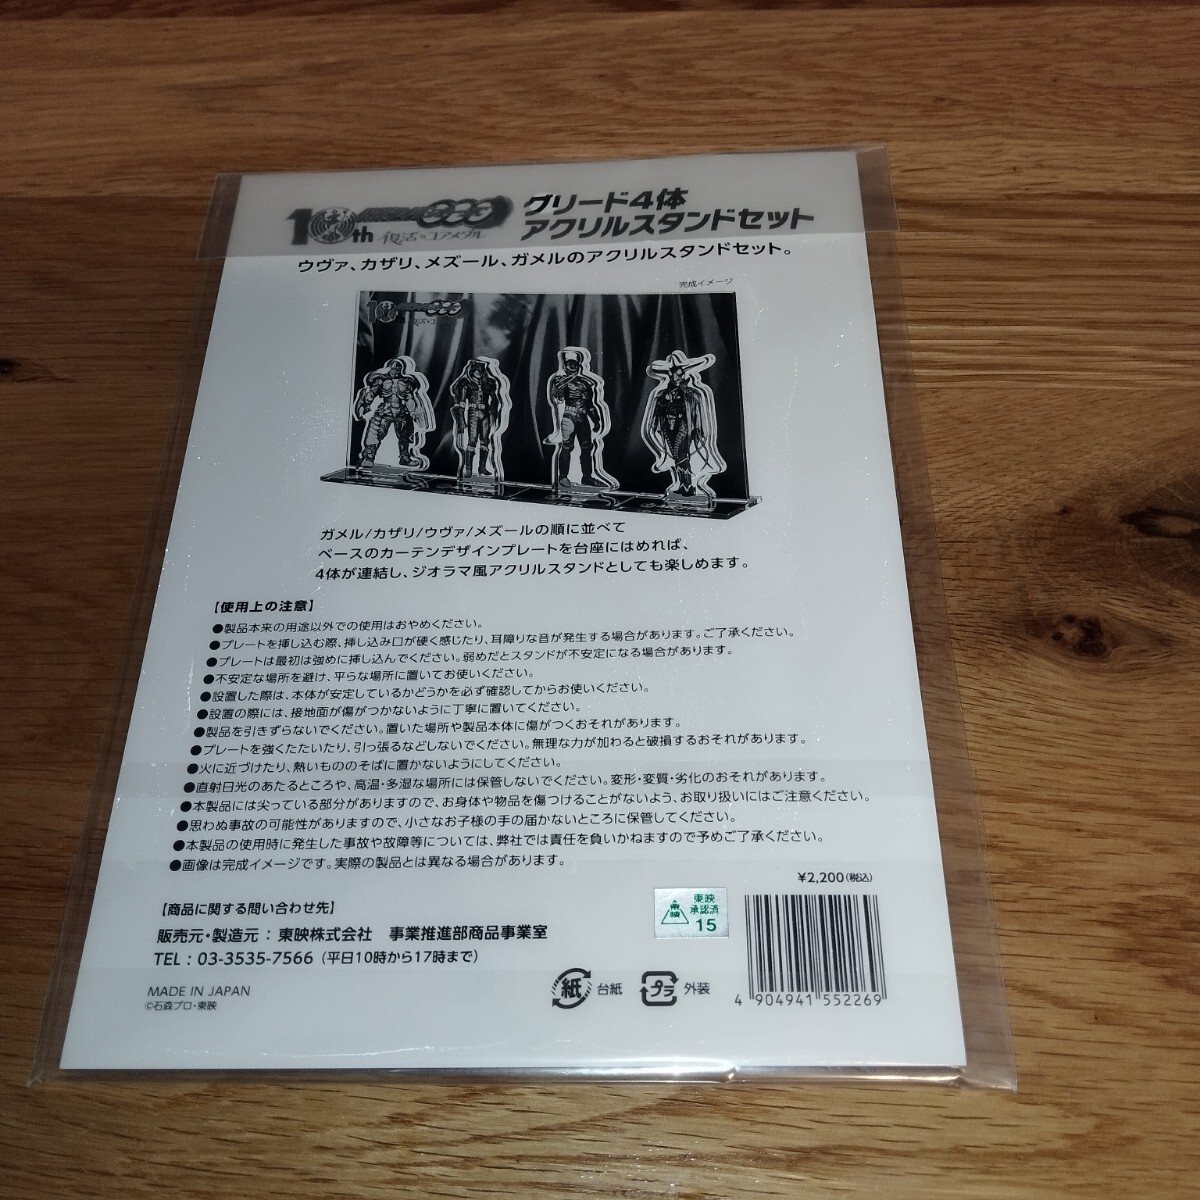 10th 復活のコアメダル
グリード4体
アクリルスタンドセット
ウヴァ、カザリ、メズール、ガメルのアクリルスタンドセット。
完成イメージ
10
ガメル/カザリ/ウヴァ/メズールの順に並べて
ベースのカーテンデザインプレートを台座にはめれば、
4体が連結し、ジオラマ風アクリルスタンドとしても楽しめます。
【使用上の注意】
●製品本来の用途以外での使用はおやめください。
●プレートを挿し込む際、挿し込み口が硬く感じたり、耳障りな音が発生する場合があります。ご了承ください。
●プレートは最初は強めに挿し込んでください。弱めだとスタンドが不安定になる場合があります。
●不安定な場所を避け、平らな場所に置いてお使いください。
●設置した際は、本体が安定しているかどうかを必ず確認してからお使いください。
●設置の際には、接地面が傷がつかないように丁寧に置いてください。
●製品を引きずらないでください。置いた場所や製品本体に傷がつくおそれがあります。
●プレートを強くたたいたり、引っ張るなどしないでください。無理な力が加わると破損するおそれがあります。
●火に近づけたり、熱いもののそばに置かないようにしてください。
●直射日光のあたるところや、高温・多湿な場所には保管しないでください。変形・変質・劣化のおそれがあります。
●本製品には尖っている部分がありますので、お身体や物品を傷つけることがないよう、お取り扱いにはご注意ください。
●思わぬ事故の可能性がありますので、小さなお子様の手の届かないところに保管してください。
●本製品の使用時に発生した事故や故障等については、弊社では責任を負いかねますので予めご了承ください。
●画像は完成イメージです。実際の製品とは異なる場合があります。
¥2,200(税込)
【商品に関する問い合わせ先】
販売元・製造元：東映株式会社 事業推進部商品事業室
TEL：03-3535-7566（平日10時から17時まで）
東映
東映
承認済
15
MADE IN JAPAN
©石森プロ・東映
紙 台紙
プラ 外装
4 904941 552269